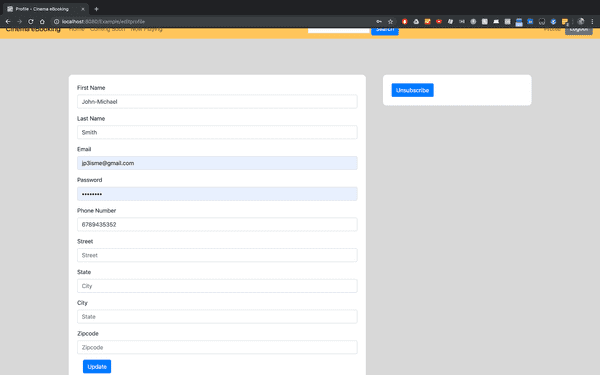 Profile - Cinema eBooking
localhost:8080/Example/editprofile
Cinema eBooking Home Coming Soon Now Playing Search Profile Logout
First Name
John-Michael
Last Name
Smith
Email
jp3isme@gmail.com
Password
••••••••
Phone Number
6789435352
Street
Street
State
City
City
State
Zipcode
Zipcode
Update
Unsubscribe